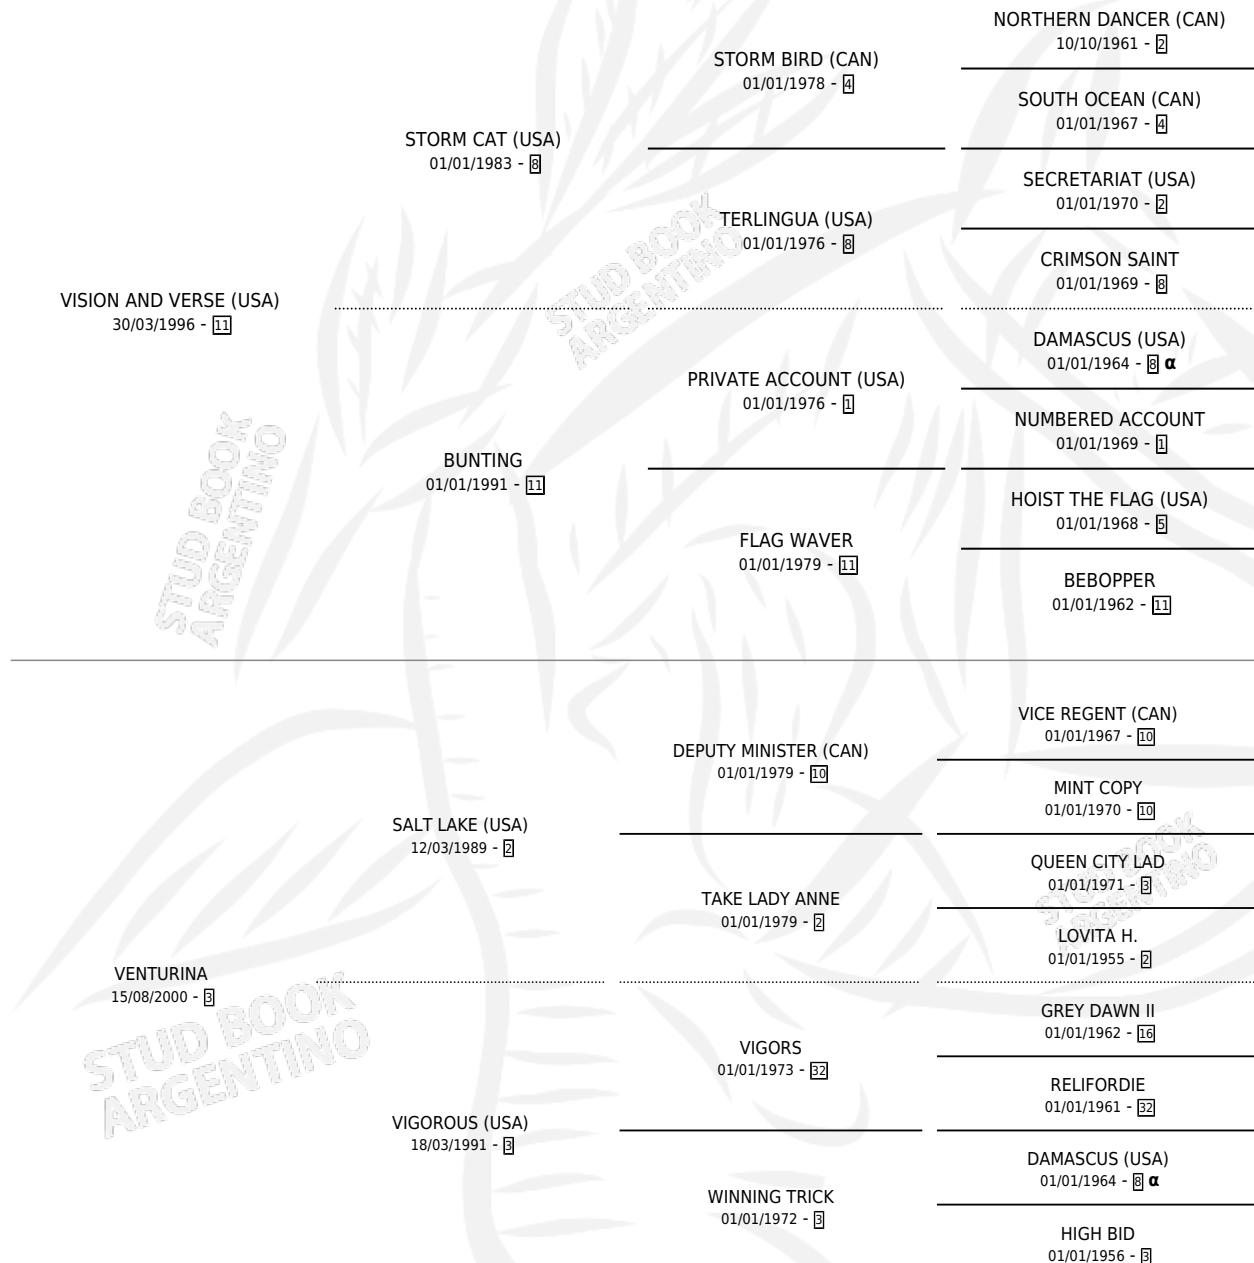 NORTHERN DANCER (CAN)
10/10/1961 - 2
STORM BIRD (CAN)
01/01/1978 - 4
SOUTH OCEAN (CAN)
01/01/1967 - 4
STORM CAT (USA)
01/01/1983 - 8
SECRETARIAT (USA)
01/01/1970 - 2
TERLINGUA (USA)
01/01/1976 - 8
CRIMSON SAINT
01/01/1969 - 8
VISION AND VERSE (USA)
30/03/1996 - 11
DAMASCUS (USA)
01/01/1964 - 8 α
PRIVATE ACCOUNT (USA)
01/01/1976 - 1
NUMBERED ACCOUNT
01/01/1969 - 1
BUNTING
01/01/1991 - 11
HOIST THE FLAG (USA)
01/01/1968 - 5
FLAG WAVER
01/01/1979 - 11
BEBOPPER
01/01/1962 - 11
VICE REGENT (CAN)
01/01/1967 - 10
DEPUTY MINISTER (CAN)
01/01/1979 - 10
MINT COPY
01/01/1970 - 10
SALT LAKE (USA)
12/03/1989 - 2
QUEEN CITY LAD
01/01/1971 - 3
TAKE LADY ANNE
01/01/1979 - 2
LOVITA H.
01/01/1955 - 2
VENTURINA
15/08/2000 - 3
GREY DAWN II
01/01/1962 - 16
VIGORS
01/01/1973 - 32
RELIFORDIE
01/01/1961 - 32
VIGOROUS (USA)
18/03/1991 - 3
DAMASCUS (USA)
01/01/1964 - 8 α
WINNING TRICK
01/01/1972 - 3
HIGH BID
01/01/1956 - 3
STUD BOOK
ARGENTINO
STUD BOOK
ARGENTINO
STUD BOOK
ARGENTINO
STUD BOOK
ARGENTINO